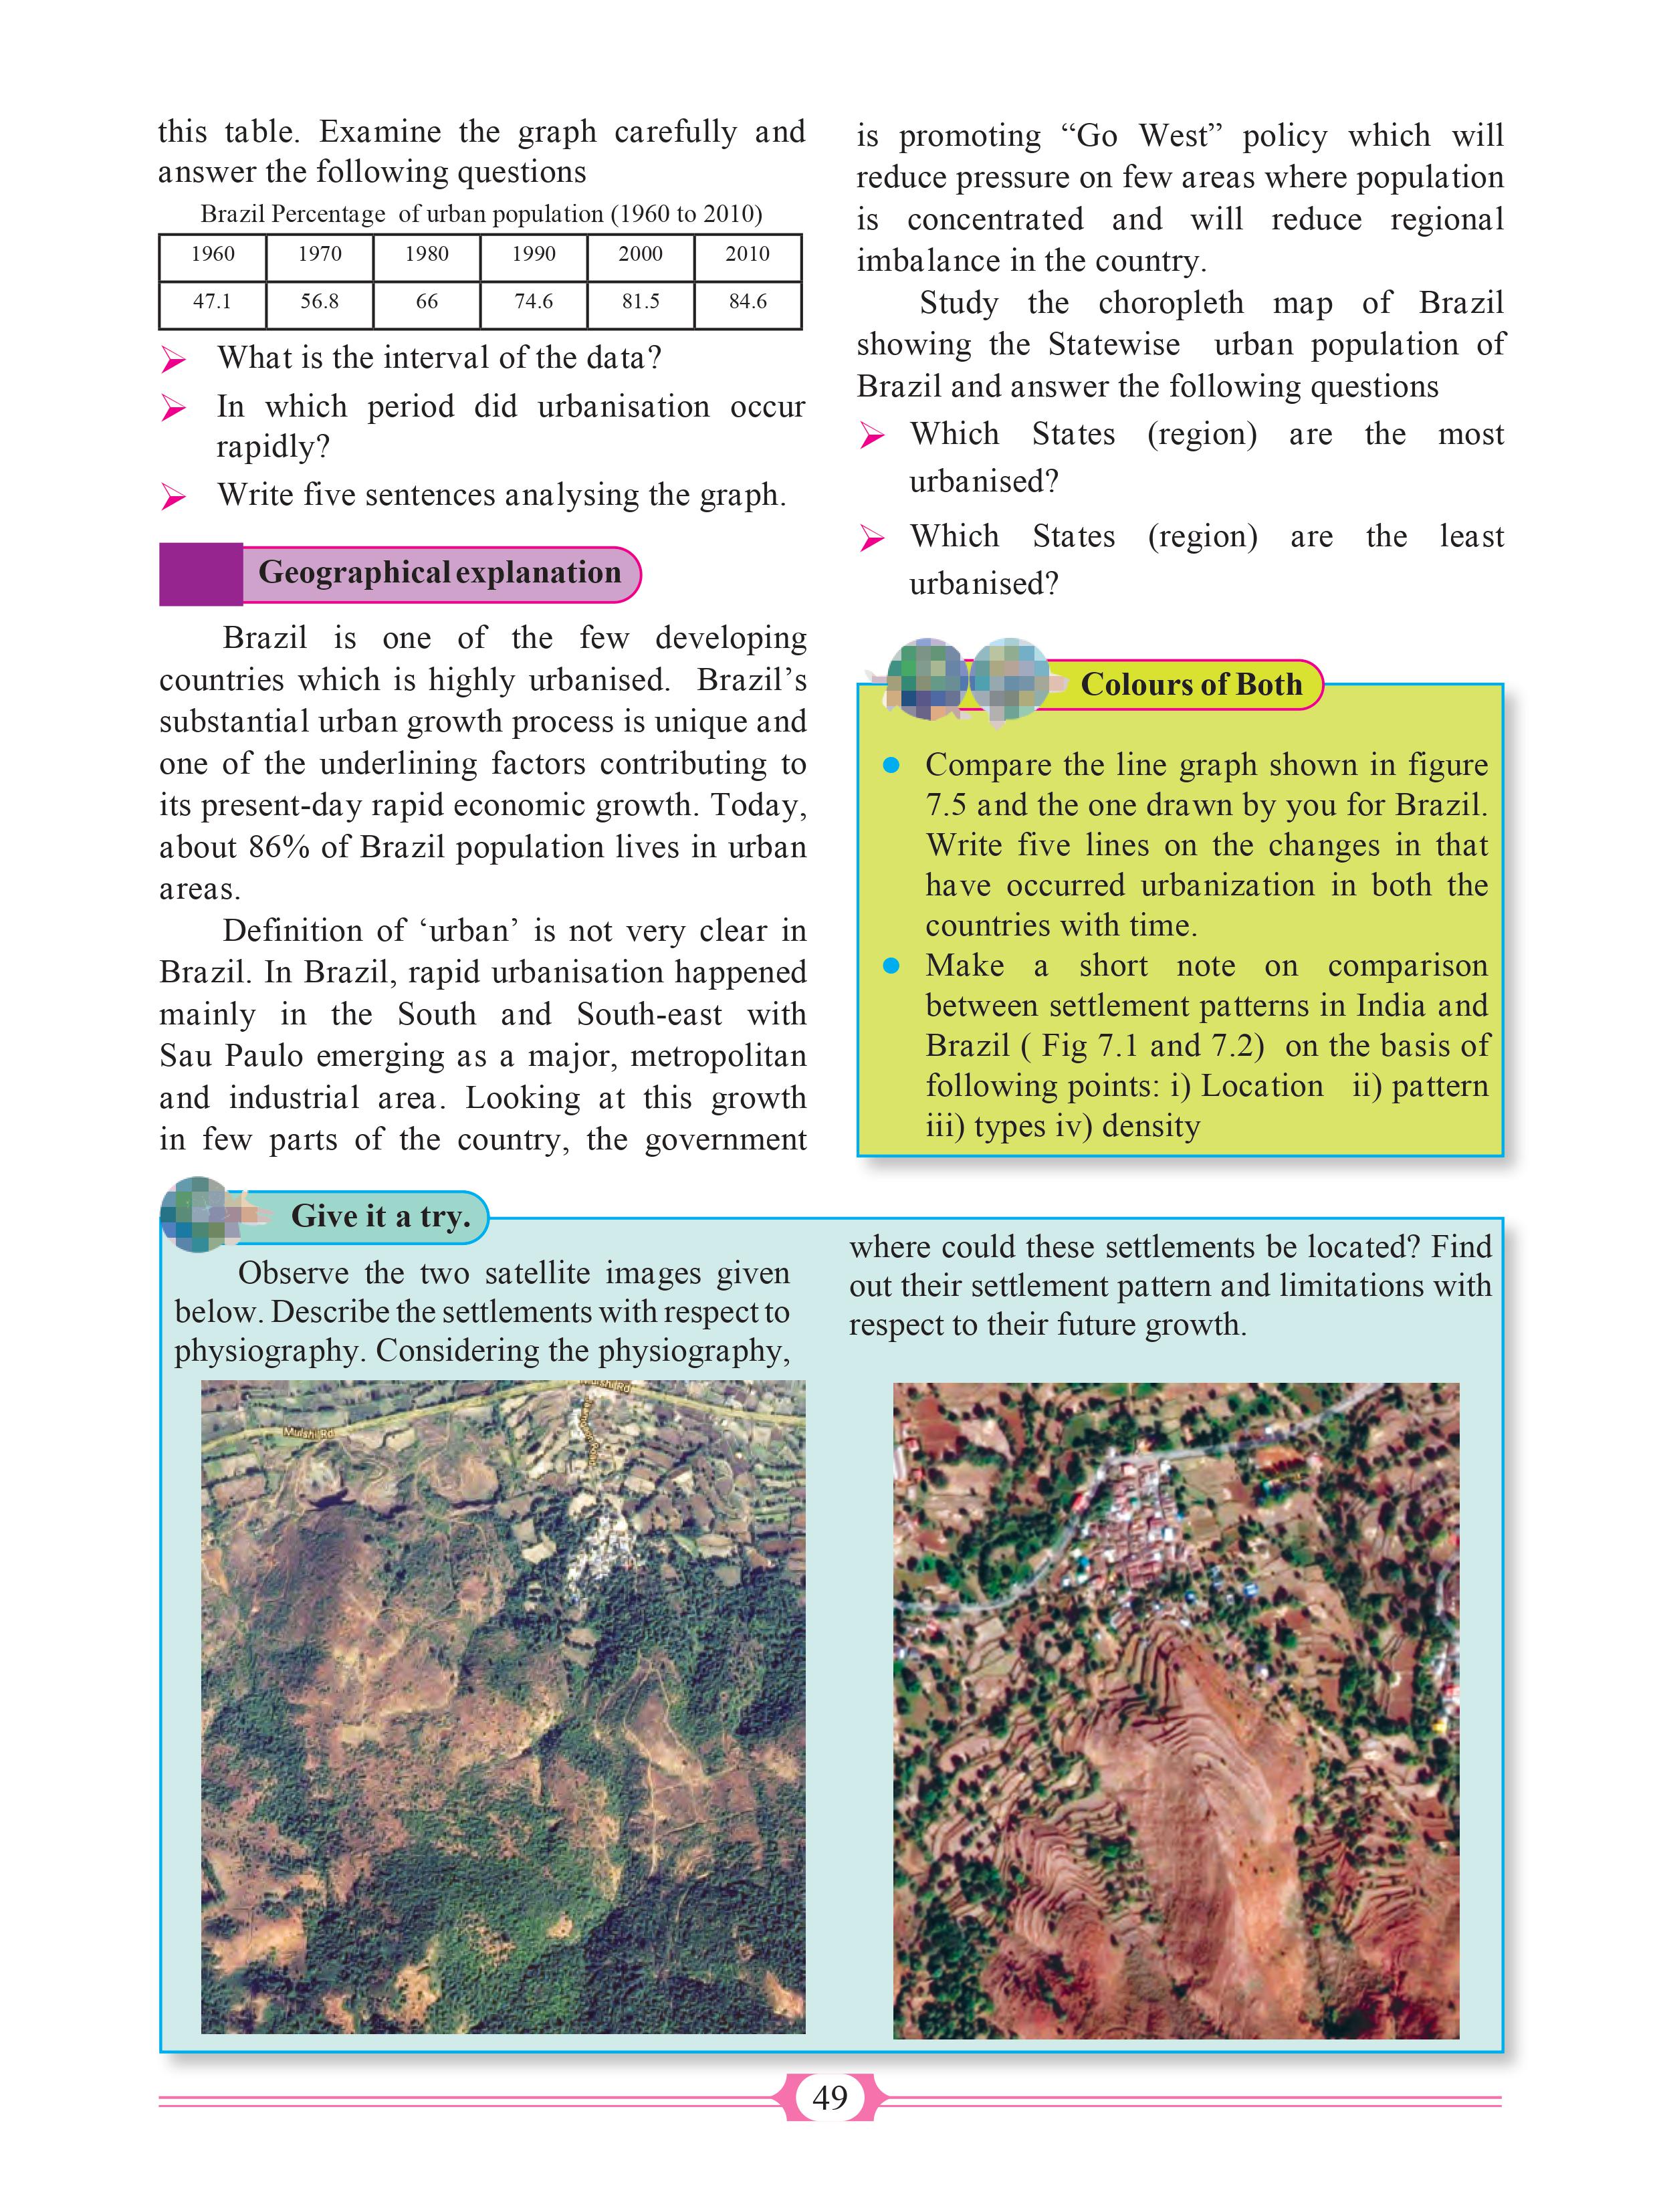 this table. Examine the graph carefully and
answer the following questions
Brazil Percentage of urban population (1960 to 2010)
1960 1970 1980 1990 2000 2010
47.1 56.8 66 74.6 81.5 84.6
What is the interval of the data?
In which period did urbanisation occur
rapidly?
Write five sentences analysing the graph.
Geographical explanation
Brazil is one of the few developing
countries which is highly urbanised. Brazil’s
substantial urban growth process is unique and
one of the underlining factors contributing to
its present-day rapid economic growth. Today,
about 86% of Brazil population lives in urban
areas.
Definition of ‘urban’ is not very clear in
Brazil. In Brazil, rapid urbanisation happened
mainly in the South and South-east with
Sau Paulo emerging as a major, metropolitan
and industrial area. Looking at this growth
in few parts of the country, the government
is promoting “Go West” policy which will
reduce pressure on few areas where population
is concentrated and will reduce regional
imbalance in the country.
Study the choropleth map of Brazil
showing the Statewise urban population of
Brazil and answer the following questions
Which States (region) are the most
urbanised?
Which States (region) are the least
urbanised?
Colours of Both
Compare the line graph shown in figure
7.5 and the one drawn by you for Brazil.
Write five lines on the changes in that
have occurred urbanization in both the
countries with time.
Make a short note on comparison
between settlement patterns in India and
Brazil ( Fig 7.1 and 7.2) on the basis of
following points: i) Location ii) pattern
iii) types iv) density
Give it a try.
Observe the two satellite images given
below. Describe the settlements with respect to
physiography. Considering the physiography,
where could these settlements be located? Find
out their settlement pattern and limitations with
respect to their future growth.
Mulshi Rd
Mulshi Rd
49